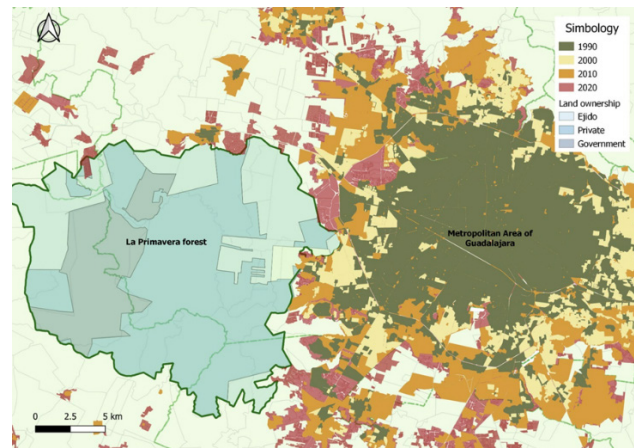 Simbology
1990
2000
2010
2020
Land ownership
Ejido
Private
Government
La Primavera forest
Metropolitan Area of
Guadalajara
0 2.5 5 km